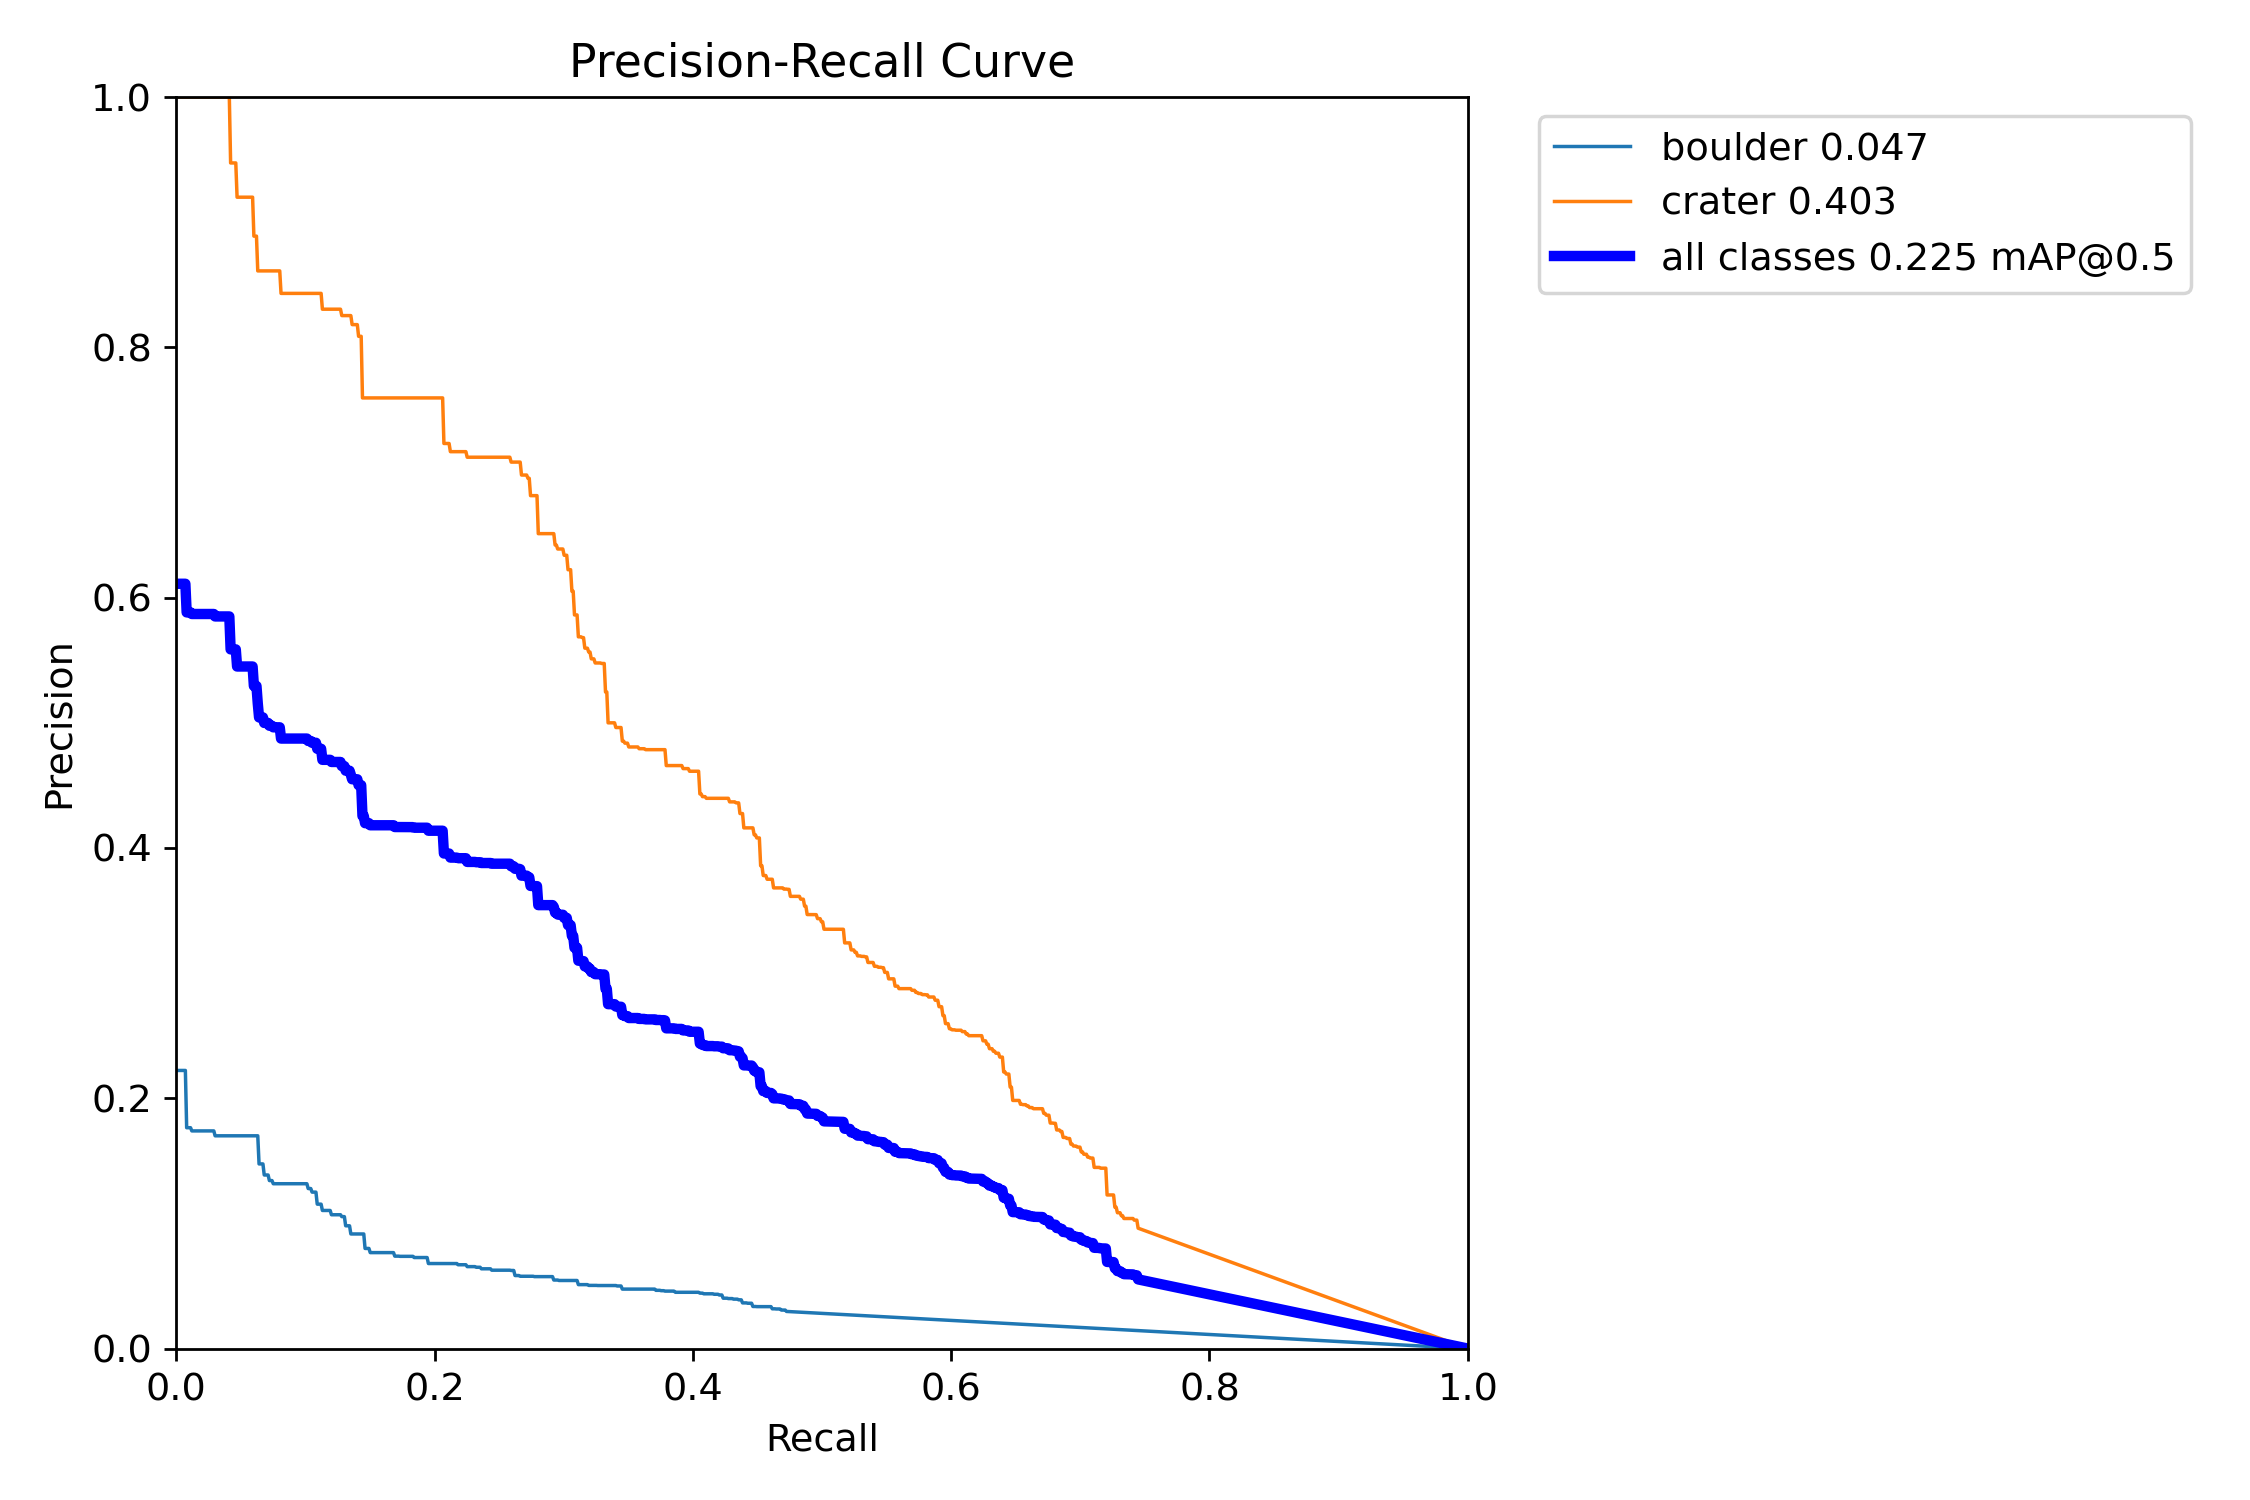 Precision-Recall Curve
boulder 0.047
crater 0.403
all classes 0.225 mAP@0.5
Precision
1.0
0.8
0.6
0.4
0.2
0.0
0.0 0.2 0.4 0.6 0.8 1.0
Recall